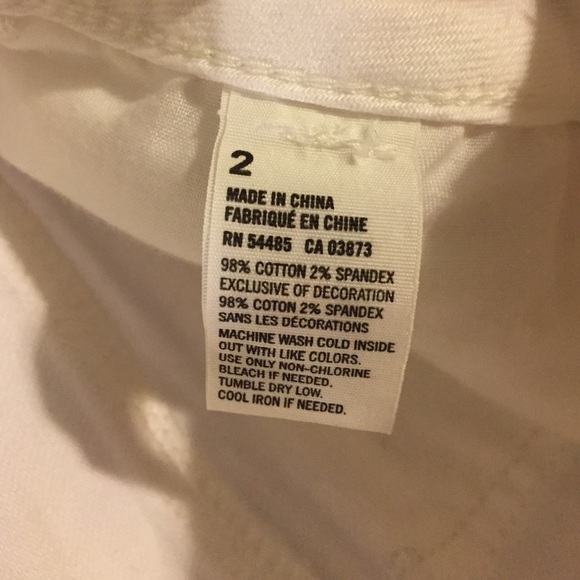 2
MADE IN CHINA
FABRIQUÉ EN CHINE
RN 54485 CA 03873
98% COTTON 2% SPANDEX
EXCLUSIVE OF DECORATION
98% COTON 2% SPANDEX
SANS LES DÉCORATIONS
MACHINE WASH COLD INSIDE
OUT WITH LIKE COLORS.
USE ONLY NON-CHLORINE
BLEACH IF NEEDED.
TUMBLE DRY LOW.
COOL IRON IF NEEDED.